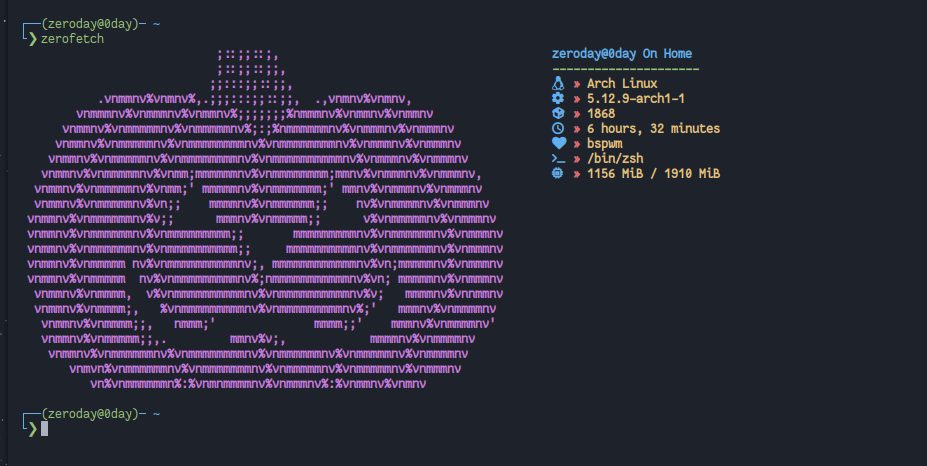 (zeroday@0day)- ~
❯ zerofetch
zeroday@0day On Home
---------------------
» Arch Linux
» 5.12.9-arch1-1
» 1868
» 6 hours, 32 minutes
» bspwm
» /bin/zsh
» 1156 MiB / 1910 MiB
(zeroday@0day)- ~
❯